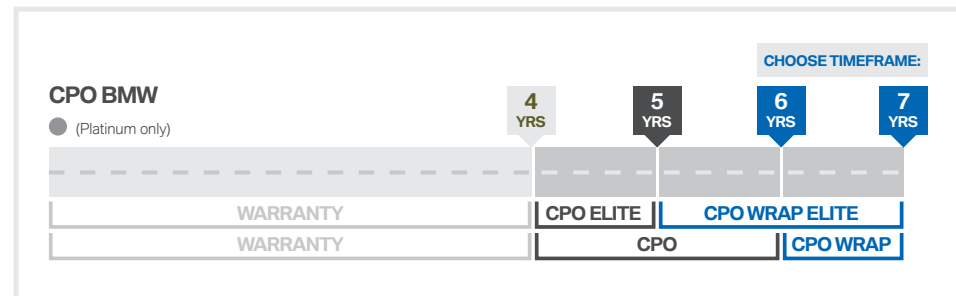 CHOOSE TIMEFRAME:
CPO BMW
(Platinum only)
4 YRS
5 YRS
6 YRS
7 YRS
WARRANTY CPO ELITE CPO WRAP ELITE
WARRANTY CPO CPO WRAP